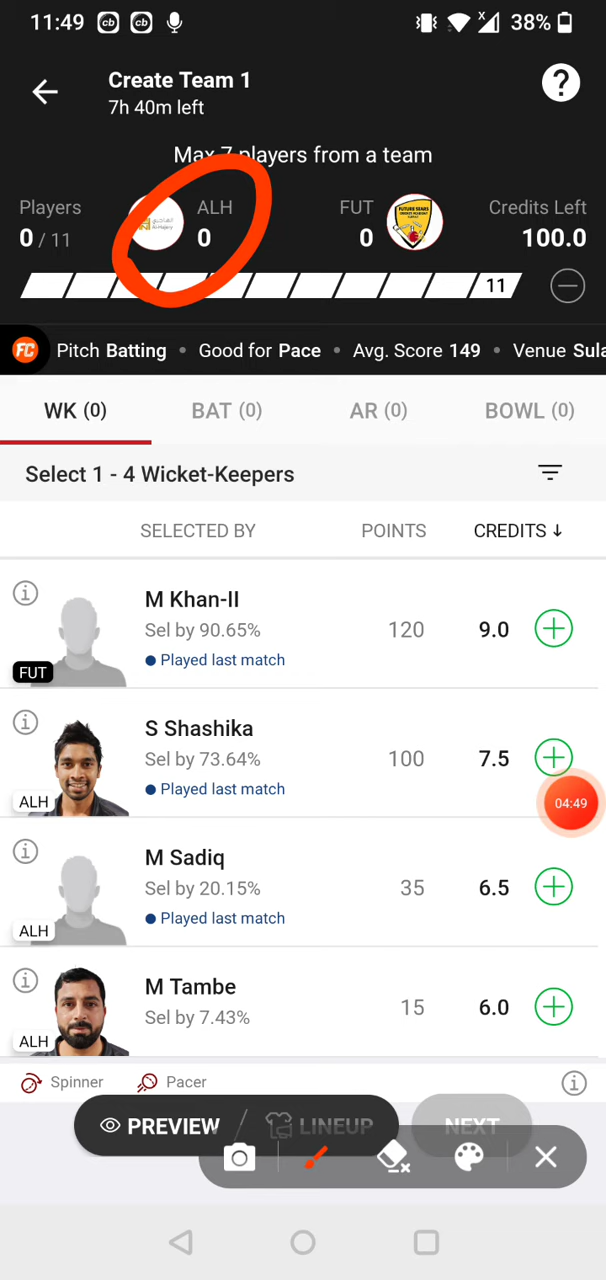 11:49 cb cb 38%
Create Team 1
7h 40m left
?
Max 7 players from a team
Players ALH FUT Credits Left
0 / 11 0 0 100.0
11
FC Pitch Batting • Good for Pace • Avg. Score 149 • Venue Sula
WK (0) BAT (0) AR (0) BOWL (0)
Select 1 - 4 Wicket-Keepers
SELECTED BY POINTS CREDITS ↓
M Khan-II
Sel by 90.65% 120 9.0
Played last match
FUT
S Shashika
Sel by 73.64% 100 7.5
Played last match
ALH
04:49
M Sadiq
Sel by 20.15% 35 6.5
Played last match
ALH
M Tambe
Sel by 7.43% 15 6.0
ALH
Spinner Pacer
PREVIEW / LINEUP NEXT